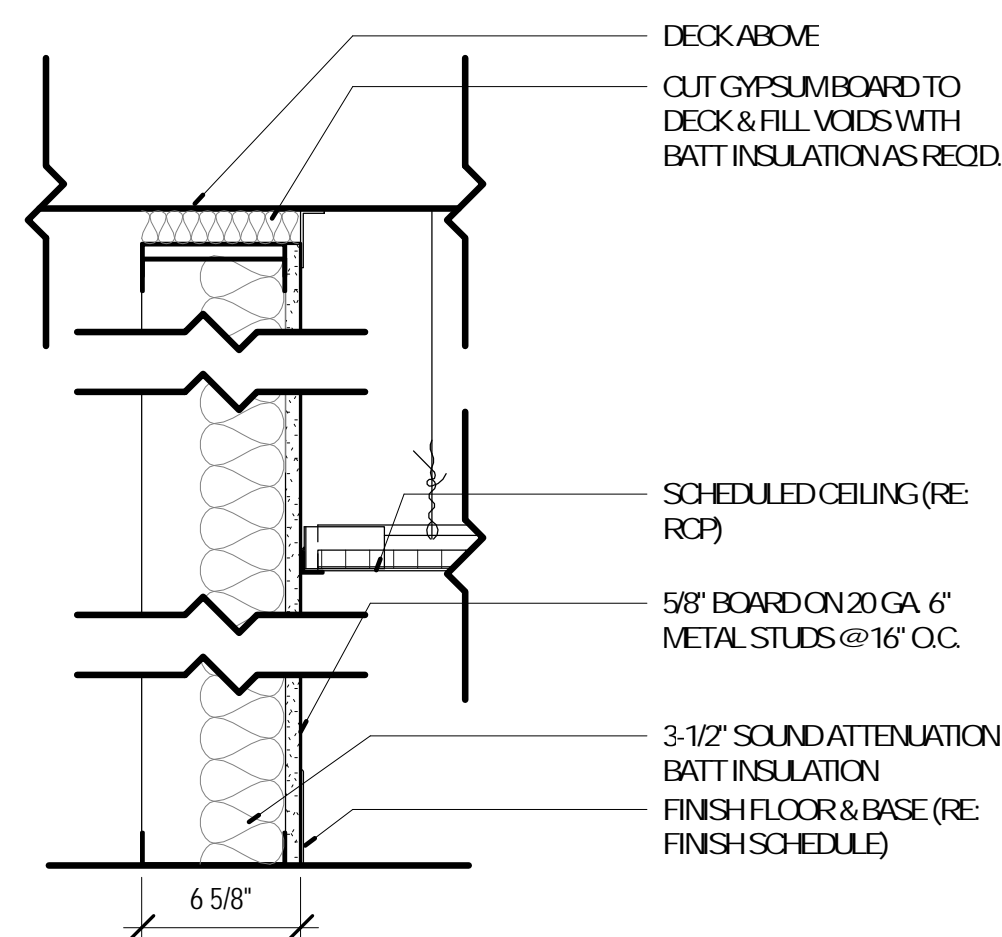 DECK ABOVE
CUT GYPSUM BOARD TO
DECK & FILL VOIDS WITH
BATT INSULATION AS REQ'D.
SCHEDULED CEILING (RE:
RCP)
5/8" BOARD ON 20 GA. 6"
METAL STUDS @ 16" O.C.
3-1/2" SOUND ATTENUATION
BATT INSULATION
FINISH FLOOR & BASE (RE:
FINISH SCHEDULE)
6 5/8"